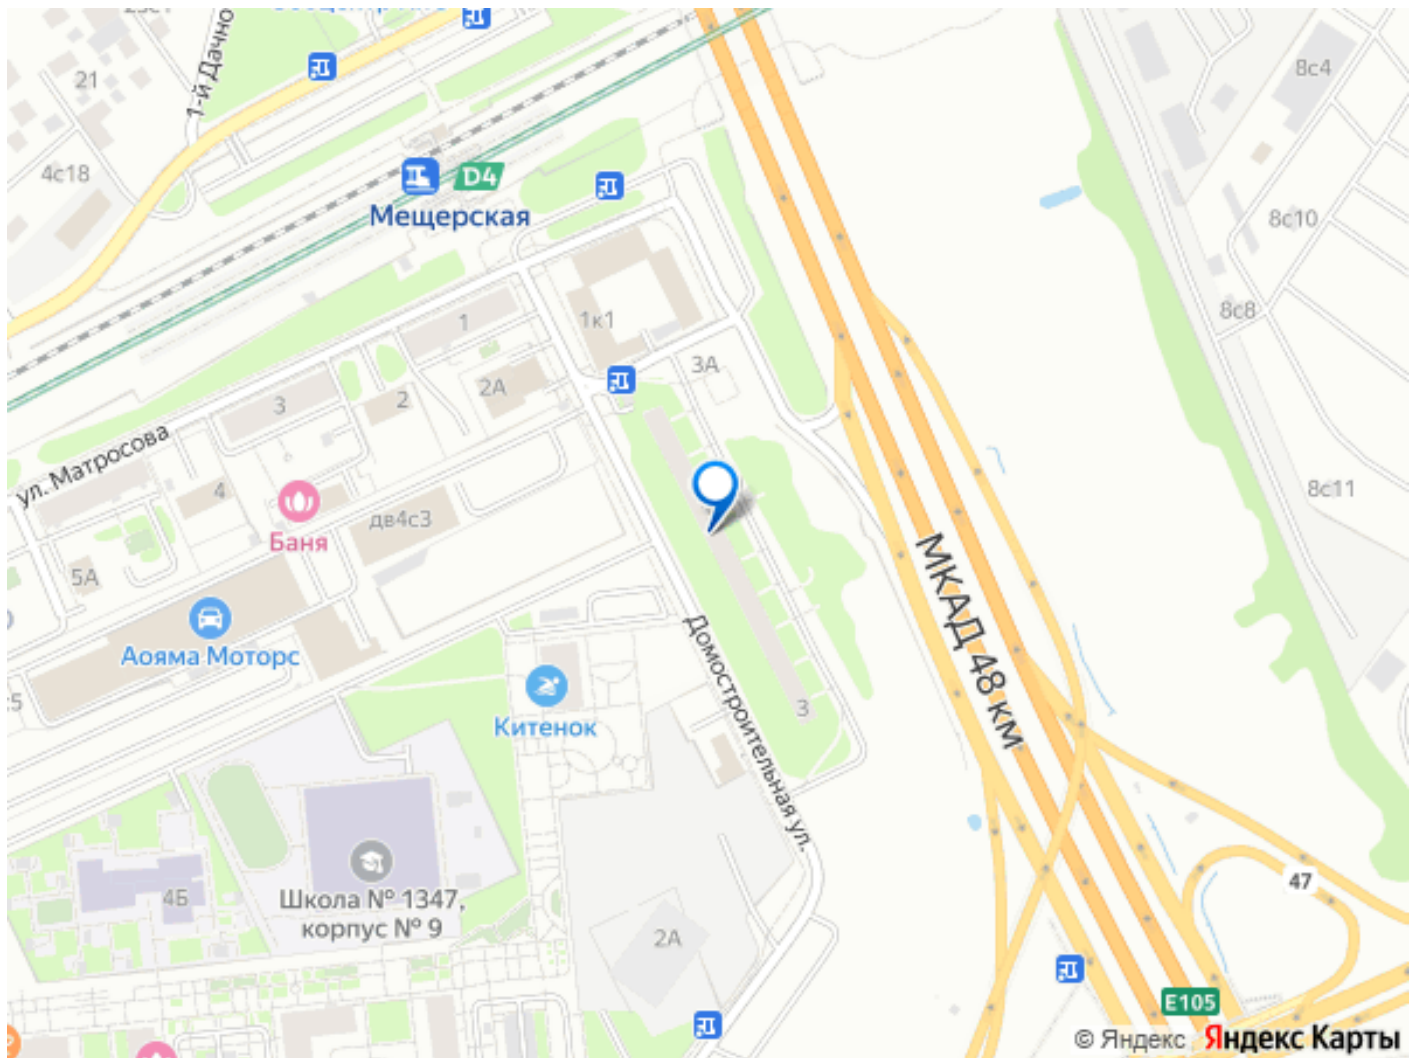 21
1-й Дачно
8с4
4с18
D4
Мещерская
8с10
8с8
1
1к1
3А
2А
2
3
ул. Матросова
4
дв4с3
8с11
Баня
5А
МКАД 48 км
Аояма Моторс
Домостроительная ул.
с5
3
Китенок
47
4Б
Школа № 1347,
корпус № 9
2А
E105
© Яндекс Яндекс Карты